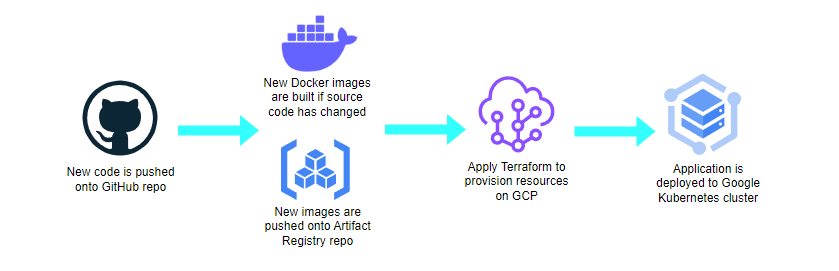 New code is pushed
onto GitHub repo
New Docker images
are built if source
code has changed
New images are
pushed onto Artifact
Registry repo
Apply Terraform to
provision resources
on GCP
Application is
deployed to Google
Kubernetes cluster